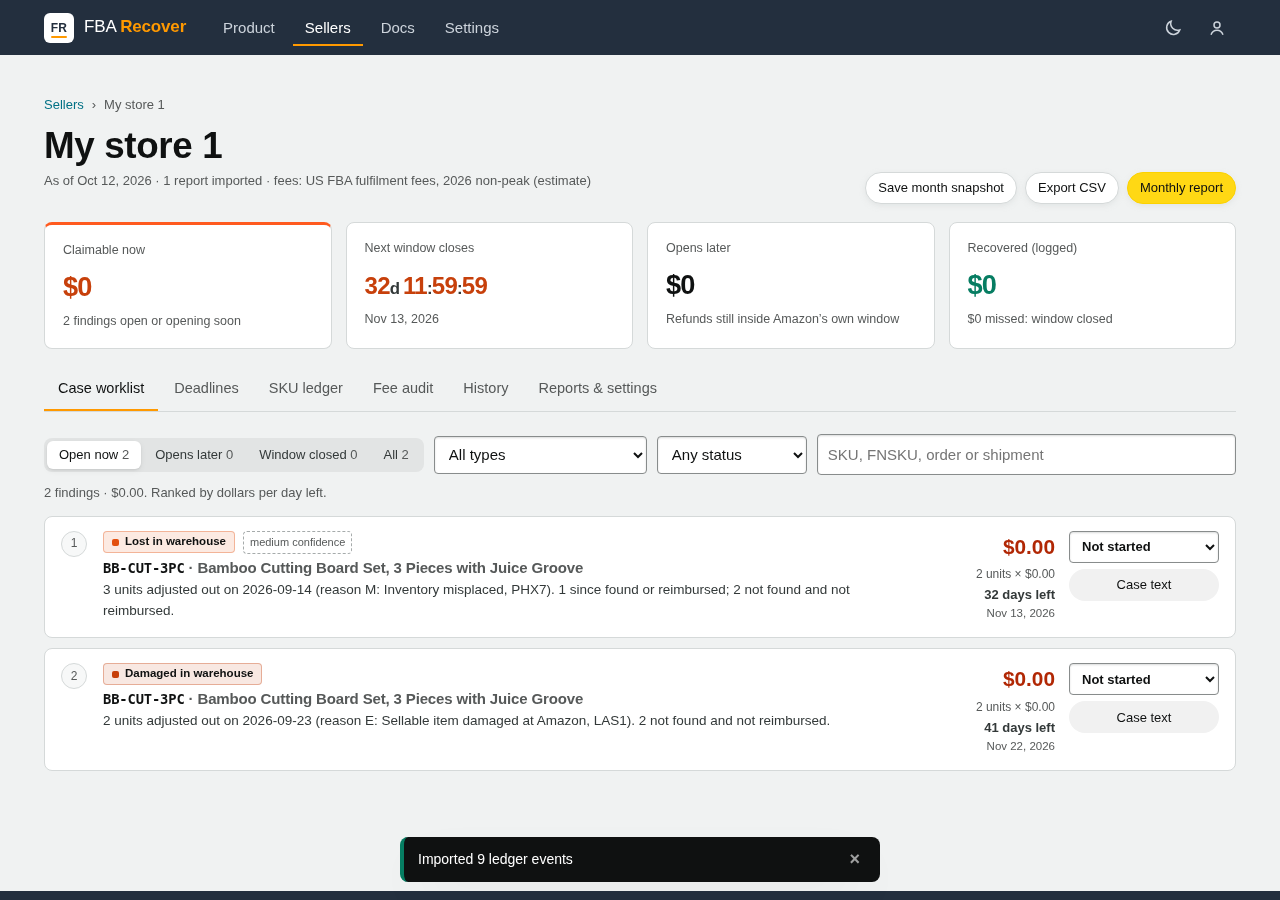 FR FBA Recover Product Sellers Docs Settings
Sellers › My store 1
My store 1
As of Oct 12, 2026 · 1 report imported · fees: US FBA fulfilment fees, 2026 non-peak (estimate)
Save month snapshot Export CSV Monthly report
Claimable now
$0
2 findings open or opening soon
Next window closes
32d 11:59:59
Nov 13, 2026
Opens later
$0
Refunds still inside Amazon's own window
Recovered (logged)
$0
$0 missed: window closed
Case worklist Deadlines SKU ledger Fee audit History Reports & settings
Open now 2 Opens later 0 Window closed 0 All 2 All types Any status SKU, FNSKU, order or shipment
2 findings · $0.00. Ranked by dollars per day left.
1 Lost in warehouse medium confidence
BB-CUT-3PC · Bamboo Cutting Board Set, 3 Pieces with Juice Groove
3 units adjusted out on 2026-09-14 (reason M: Inventory misplaced, PHX7). 1 since found or reimbursed; 2 not found and not
reimbursed.
$0.00
2 units × $0.00
32 days left
Nov 13, 2026
Not started
Case text
2 Damaged in warehouse
BB-CUT-3PC · Bamboo Cutting Board Set, 3 Pieces with Juice Groove
2 units adjusted out on 2026-09-23 (reason E: Sellable item damaged at Amazon, LAS1). 2 not found and not reimbursed.
$0.00
2 units × $0.00
41 days left
Nov 22, 2026
Not started
Case text
Imported 9 ledger events ×